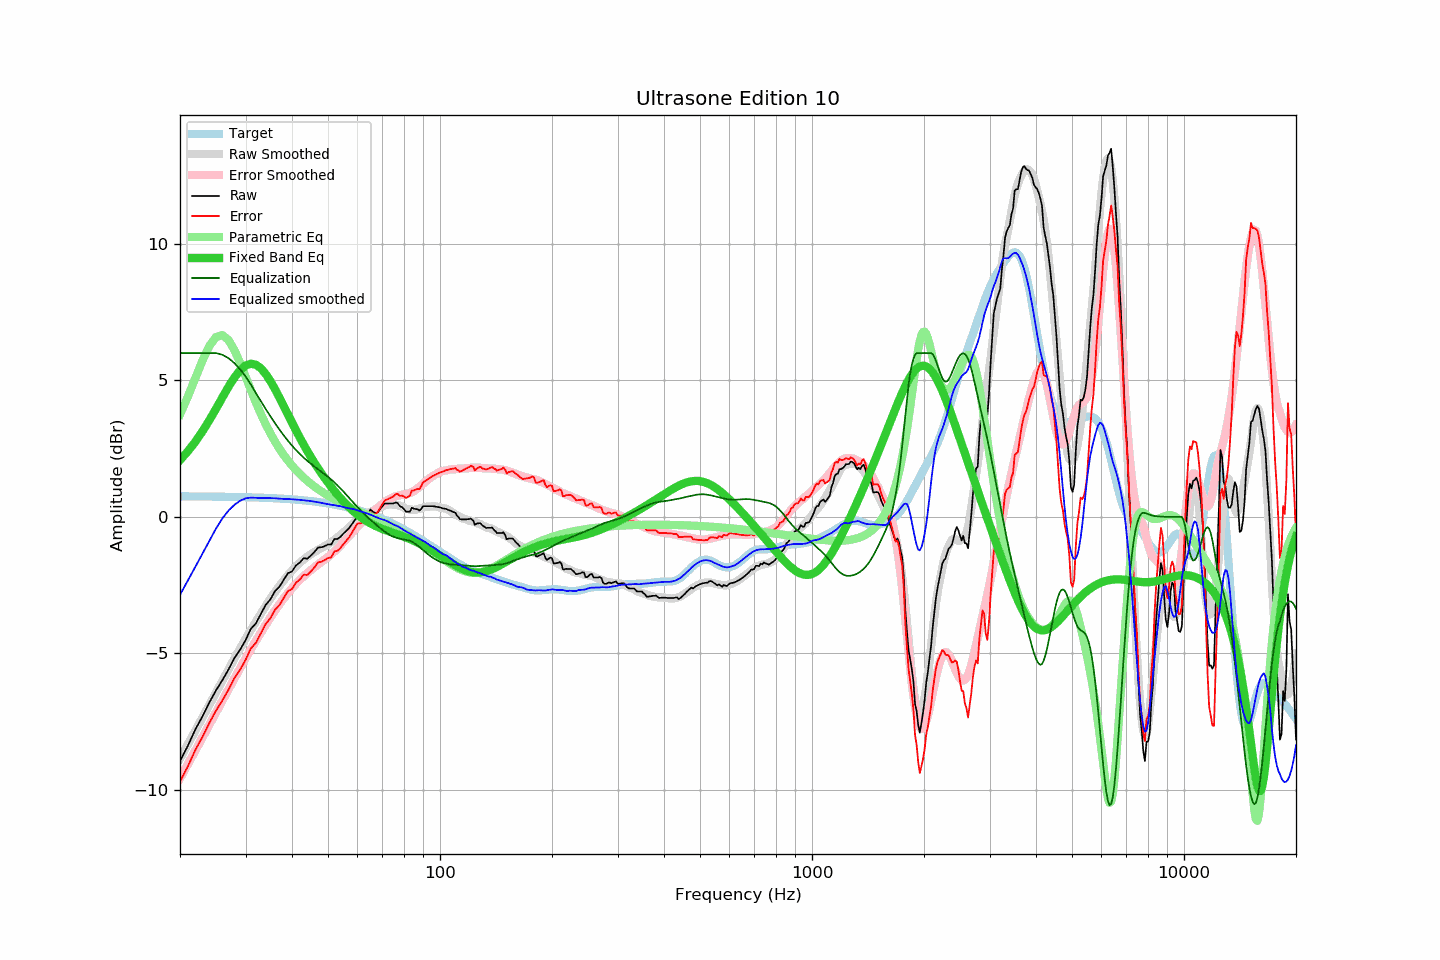 Ultrasone Edition 10
Target
Raw Smoothed
Error Smoothed
Raw
Error
Parametric Eq
Fixed Band Eq
Equalization
Equalized smoothed
10
5
0
−5
−10
Amplitude (dBr)
100
1000
10000
Frequency (Hz)